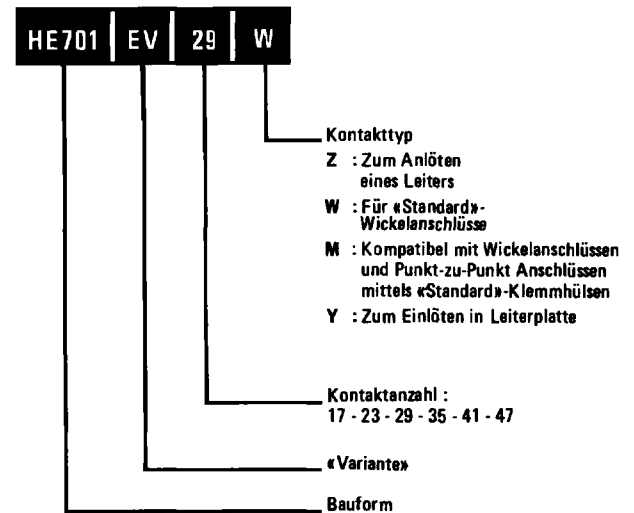 HE701 EV 29 W
Kontakttyp
Z : Zum Anlöten
eines Leiters
W : Für «Standard»-
Wickelanschlüsse
M : Kompatibel mit Wickelanschlüssen
und Punkt-zu-Punkt Anschlüssen
mittels «Standard»-Klemmhülsen
Y : Zum Einlöten in Leiterplatte
Kontaktanzahl :
17 - 23 - 29 - 35 - 41 - 47
«Variante»
Bauform